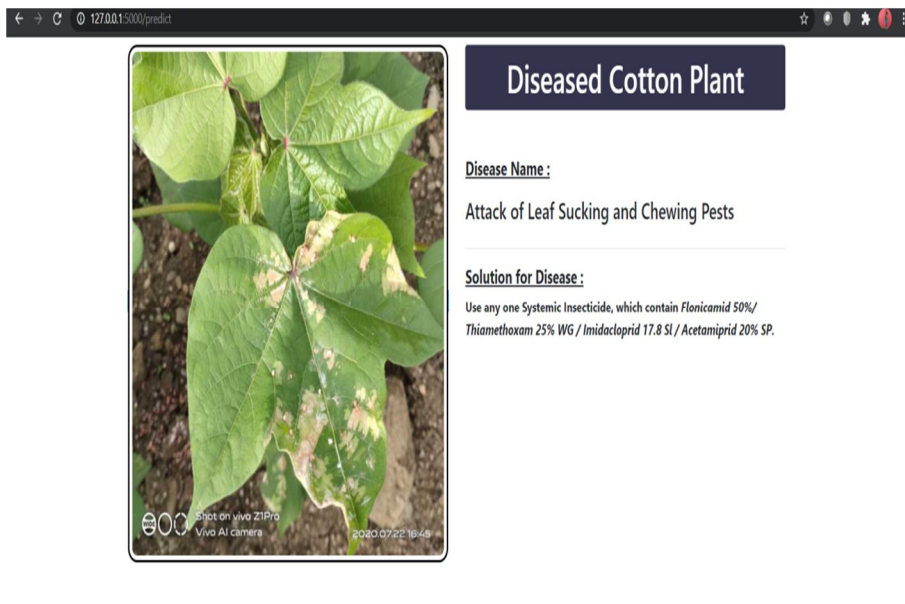 127.0.0.1:5000/predict
Diseased Cotton Plant
Disease Name :
Attack of Leaf Sucking and Chewing Pests
Solution for Disease :
Use any one Systemic Insecticide, which contain Flonicamid 50%/
Thiamethoxam 25% WG / Imidacloprid 17.8 Sl / Acetamiprid 20% SP.
WIDE
Shot on vivo Z1Pro
Vivo AI camera
2020.07.22 16:45